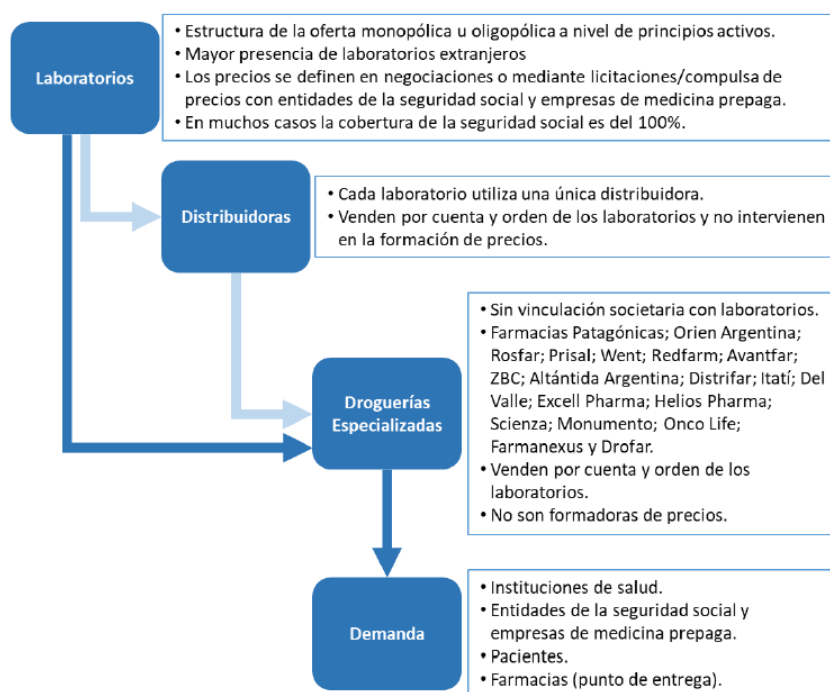 Laboratorios
• Estructura de la oferta monopólica u oligopólica a nivel de principios activos.
• Mayor presencia de laboratorios extranjeros
• Los precios se definen en negociaciones o mediante licitaciones/compulsa de
precios con entidades de la seguridad social y empresas de medicina prepaga.
• En muchos casos la cobertura de la seguridad social es del 100%.
Distribuidoras
• Cada laboratorio utiliza una única distribuidora.
• Venden por cuenta y orden de los laboratorios y no intervienen
en la formación de precios.
Droguerías
Especializadas
• Sin vinculación societaria con laboratorios.
• Farmacias Patagónicas; Orien Argentina;
Rosfar; Prisal; Went; Redfarm; Avantfar;
ZBC; Altántida Argentina; Distrifar; Itatí; Del
Valle; Excell Pharma; Helios Pharma;
Scienza; Monumento; Onco Life;
Farmanexus y Drofar.
• Venden por cuenta y orden de los
laboratorios.
• No son formadoras de precios.
Demanda
• Instituciones de salud.
• Entidades de la seguridad social y
empresas de medicina prepaga.
• Pacientes.
• Farmacias (punto de entrega).